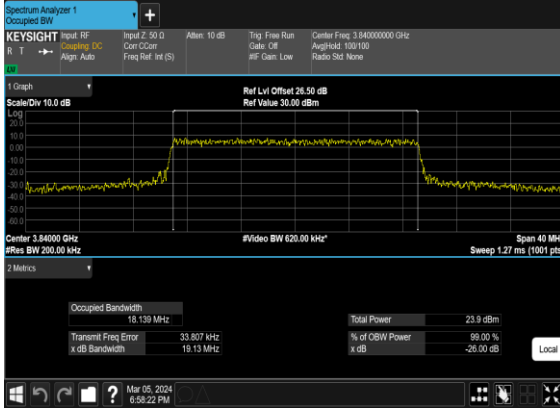 Spectrum Analyzer 1
Occupied BW
+
KEYSIGHT Input: RF Input Z: 50 Ω Atten: 10 dB Trig: Free Run Center Freq: 3.840000000 GHz
R T Coupling: DC Corr CCorr Gate: Off Avg|Hold: 100/100
Align: Auto Freq Ref: Int (S) #IF Gain: Low Radio Std: None
LXI
1 Graph
Ref Lvl Offset 26.50 dB
Scale/Div 10.0 dB Ref Value 30.00 dBm
Log
20.0
10.0
0.00
-10.0
-20.0
-30.0
-40.0
-50.0
-60.0
Center 3.84000 GHz #Video BW 620.00 kHz* Span 40 MH
#Res BW 200.00 kHz Sweep 1.27 ms (1001 pts
2 Metrics
Occupied Bandwidth
18.139 MHz Total Power 23.9 dBm
Transmit Freq Error 33.807 kHz % of OBW Power 99.00 %
x dB Bandwidth 19.13 MHz x dB -26.00 dB
Local
?
Mar 05, 2024
6:58:22 PM